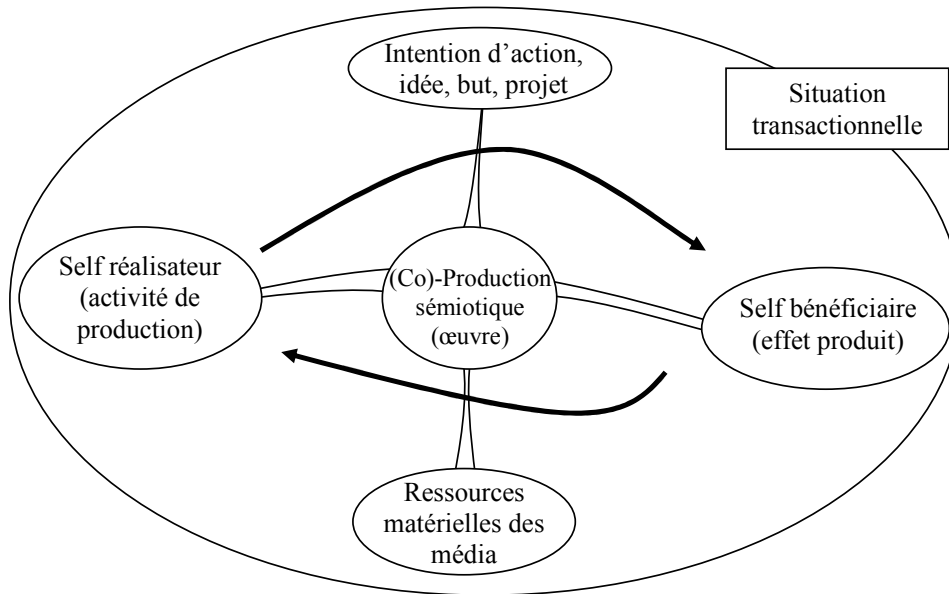 Intention d’action,
idée, but, projet
Situation
transactionnelle
Self réalisateur
(activité de
production)
(Co)-Production
sémiotique
(œuvre)
Self bénéficiaire
(effet produit)
Ressources
matérielles des
média